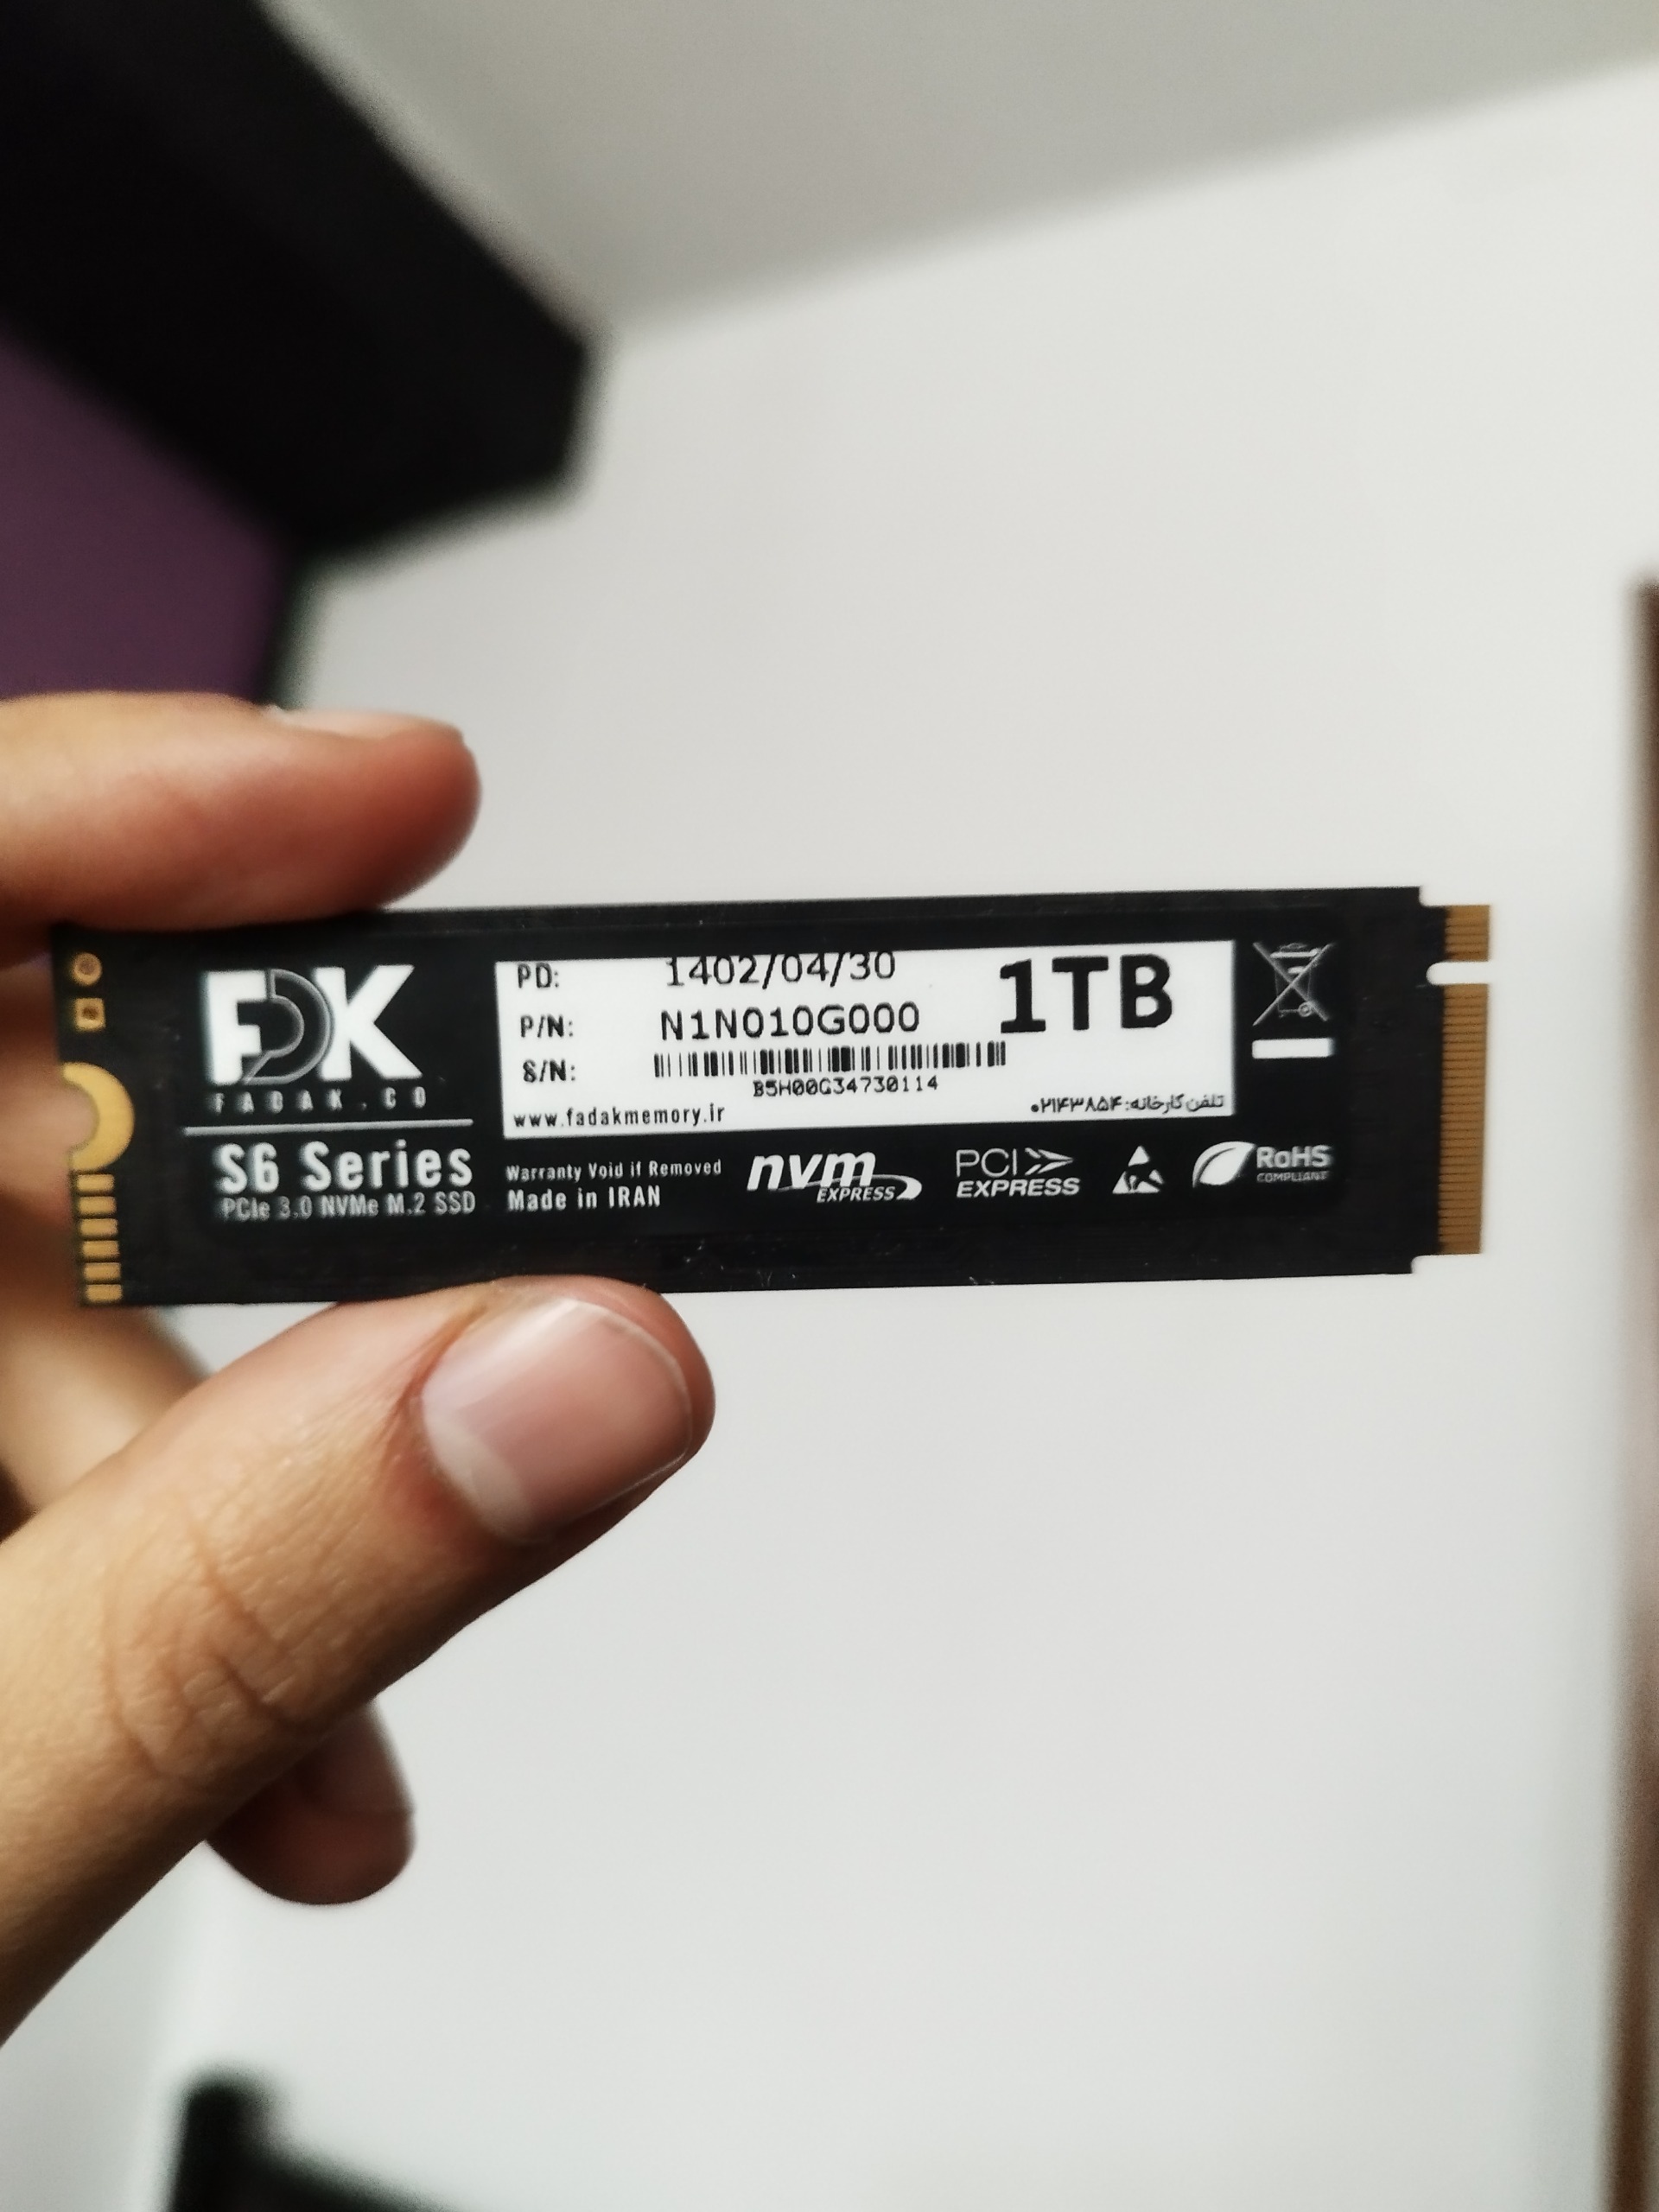 FDK
FADAK.CO
S6 Series
PCIe 3.0 NVMe M.2 SSD
PD: 1402/04/30
1TB
P/N: N1N010G000
S/N:
B5H00G34730114
www.fadakmemory.ir
تلفن کارخانه: ۰۲۱۴۳۸۵۴
Warranty Void if Removed
Made in IRAN
nvm
EXPRESS
PCI
EXPRESS
RoHS
COMPLIANT